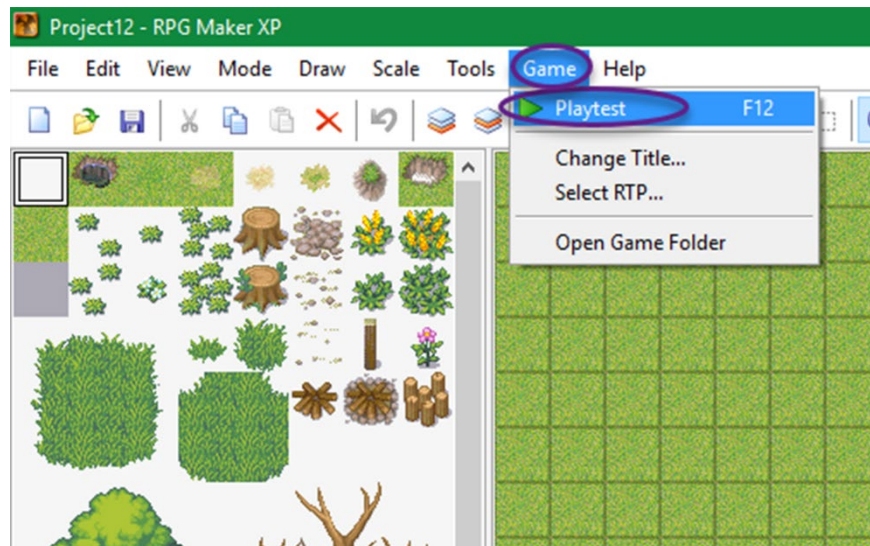 Project12 - RPG Maker XP
File Edit View Mode Draw Scale Tools Game Help
Playtest F12
Change Title...
Select RTP...
Open Game Folder